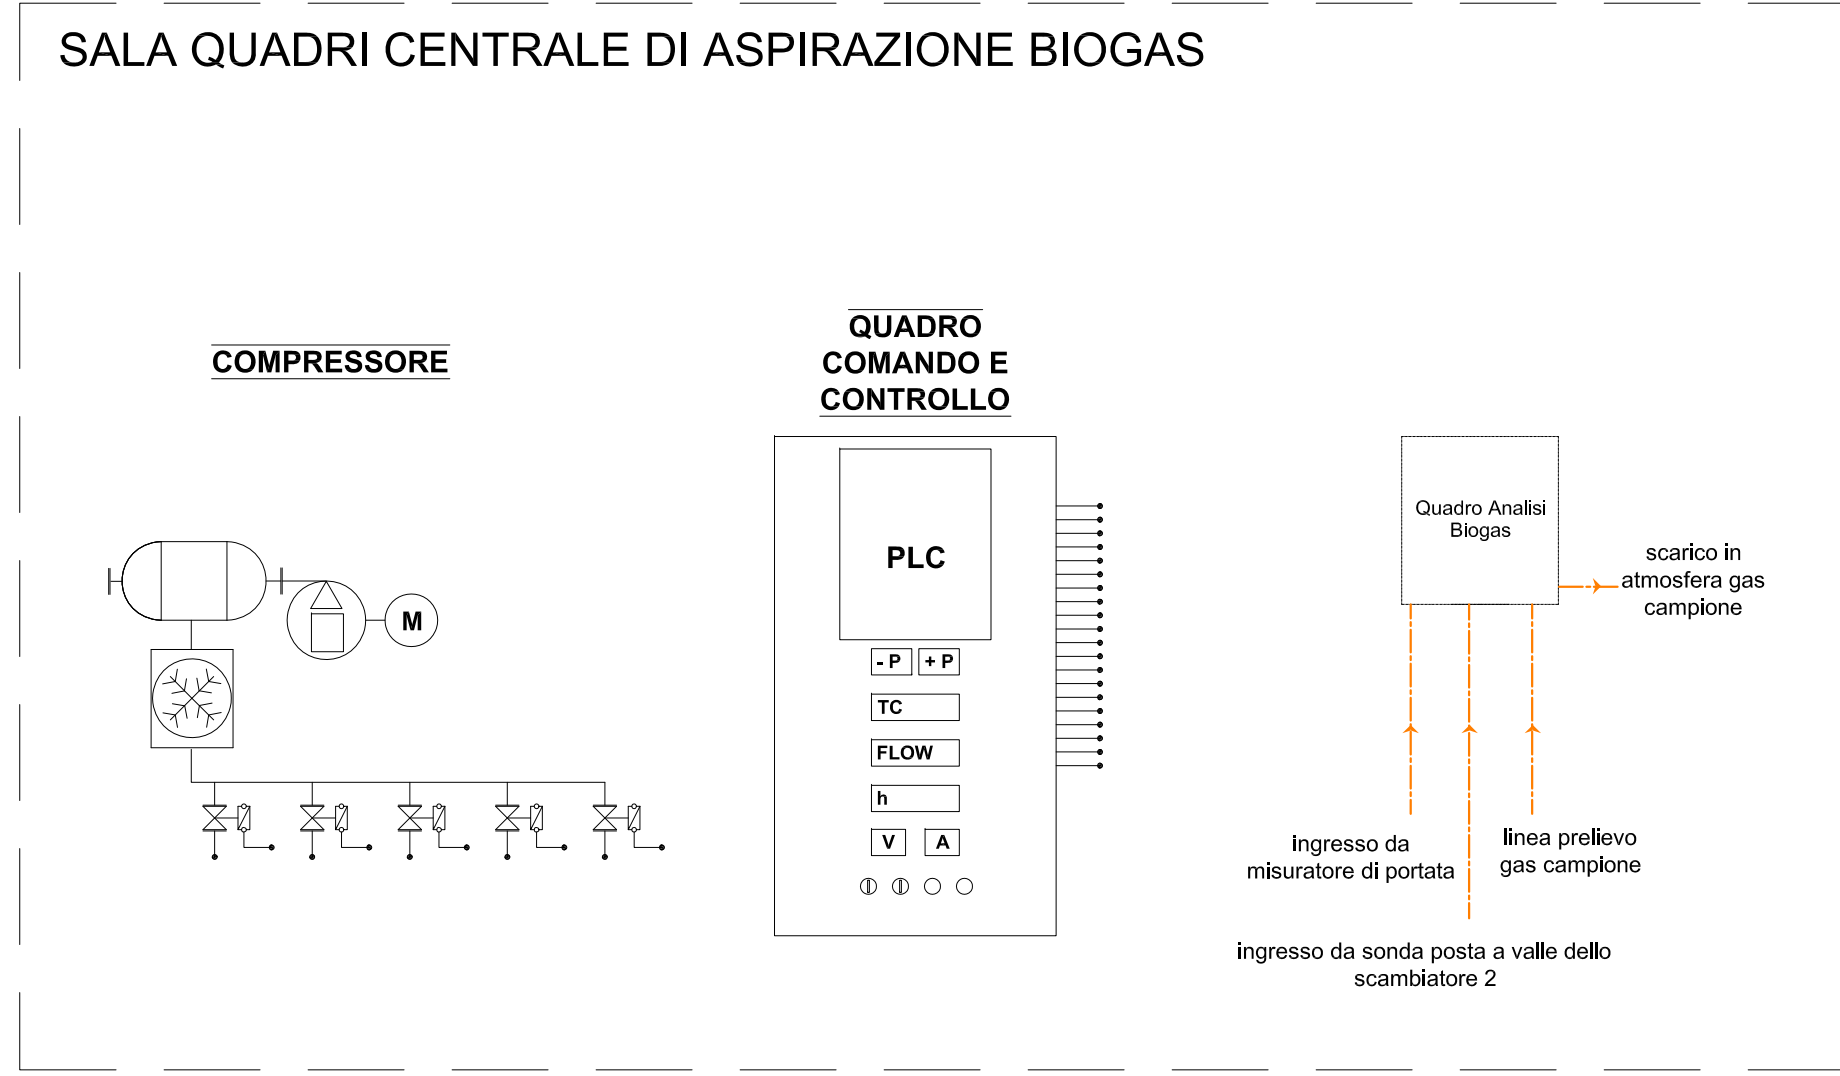 SALA QUADRI CENTRALE DI ASPIRAZIONE BIOGAS
COMPRESSORE
M
QUADRO
COMANDO E
CONTROLLO
PLC
- P + P
TC
FLOW
h
V A
Quadro Analisi
Biogas
scarico in
atmosfera gas
campione
ingresso da
misuratore di portata
linea prelievo
gas campione
ingresso da sonda posta a valle dello
scambiatore 2